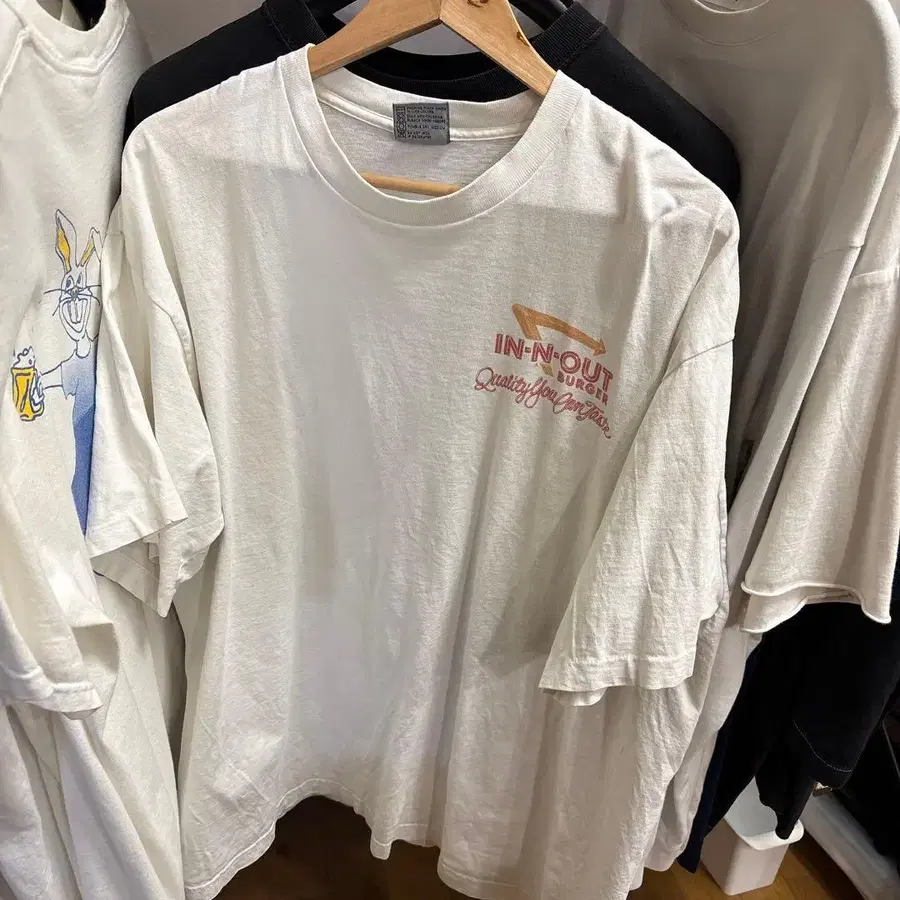 IN-N-OUT
BURGER
Quality You Can Taste